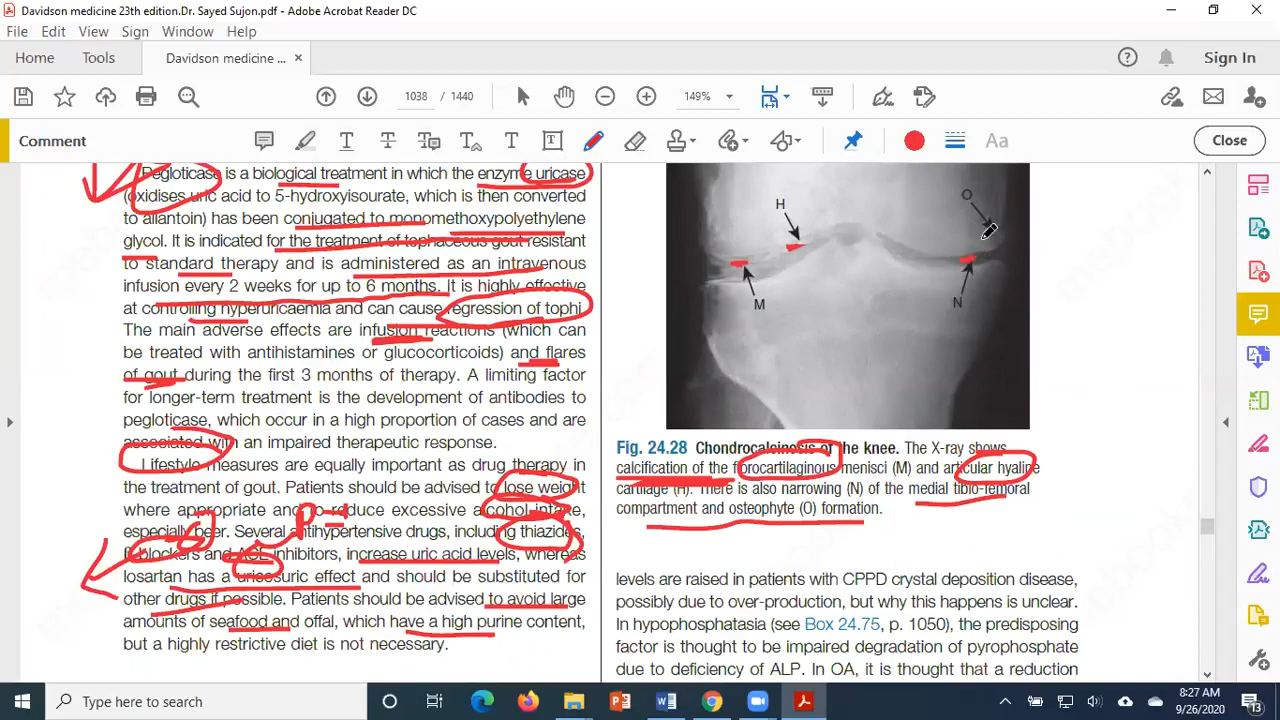 Davidson medicine 23th edition.Dr. Sayed Sujon.pdf - Adobe Acrobat Reader DC
File Edit View Sign Window Help
Home Tools Davidson medicine ... × Sign In
1038 / 1440 149%
Comment Aa Close
Pegloticase is a biological treatment in which the enzyme uricase
(oxidises uric acid to 5-hydroxyisourate, which is then converted
to allantoin) has been conjugated to monomethoxypolyethylene
glycol. It is indicated for the treatment of tophaceous gout resistant
to standard therapy and is administered as an intravenous
infusion every 2 weeks for up to 6 months. It is highly effective
at controlling hyperuricaemia and can cause regression of tophi.
The main adverse effects are infusion reactions (which can
be treated with antihistamines or glucocorticoids) and flares
of gout during the first 3 months of therapy. A limiting factor
for longer-term treatment is the development of antibodies to
pegloticase, which occur in a high proportion of cases and are
associated with an impaired therapeutic response.
Lifestyle measures are equally important as drug therapy in
the treatment of gout. Patients should be advised to lose weight
where appropriate and to reduce excessive alcohol intake,
especially beer. Several antihypertensive drugs, including thiazides,
β-blockers and ACE inhibitors, increase uric acid levels, whereas
losartan has a uricosuric effect and should be substituted for
other drugs if possible. Patients should be advised to avoid large
amounts of seafood and offal, which have a high purine content,
but a highly restrictive diet is not necessary.
H
O
M
N
Fig. 24.28 Chondrocalcinosis of the knee. The X-ray shows
calcification of the fibrocartilaginous menisci (M) and articular hyaline
cartilage (H). There is also narrowing (N) of the medial tibio-femoral
compartment and osteophyte (O) formation.
levels are raised in patients with CPPD crystal deposition disease,
possibly due to over-production, but why this happens is unclear.
In hypophosphatasia (see Box 24.75, p. 1050), the predisposing
factor is thought to be impaired degradation of pyrophosphate
due to deficiency of ALP. In OA, it is thought that a reduction
Type here to search
8:27 AM
9/26/2020
13